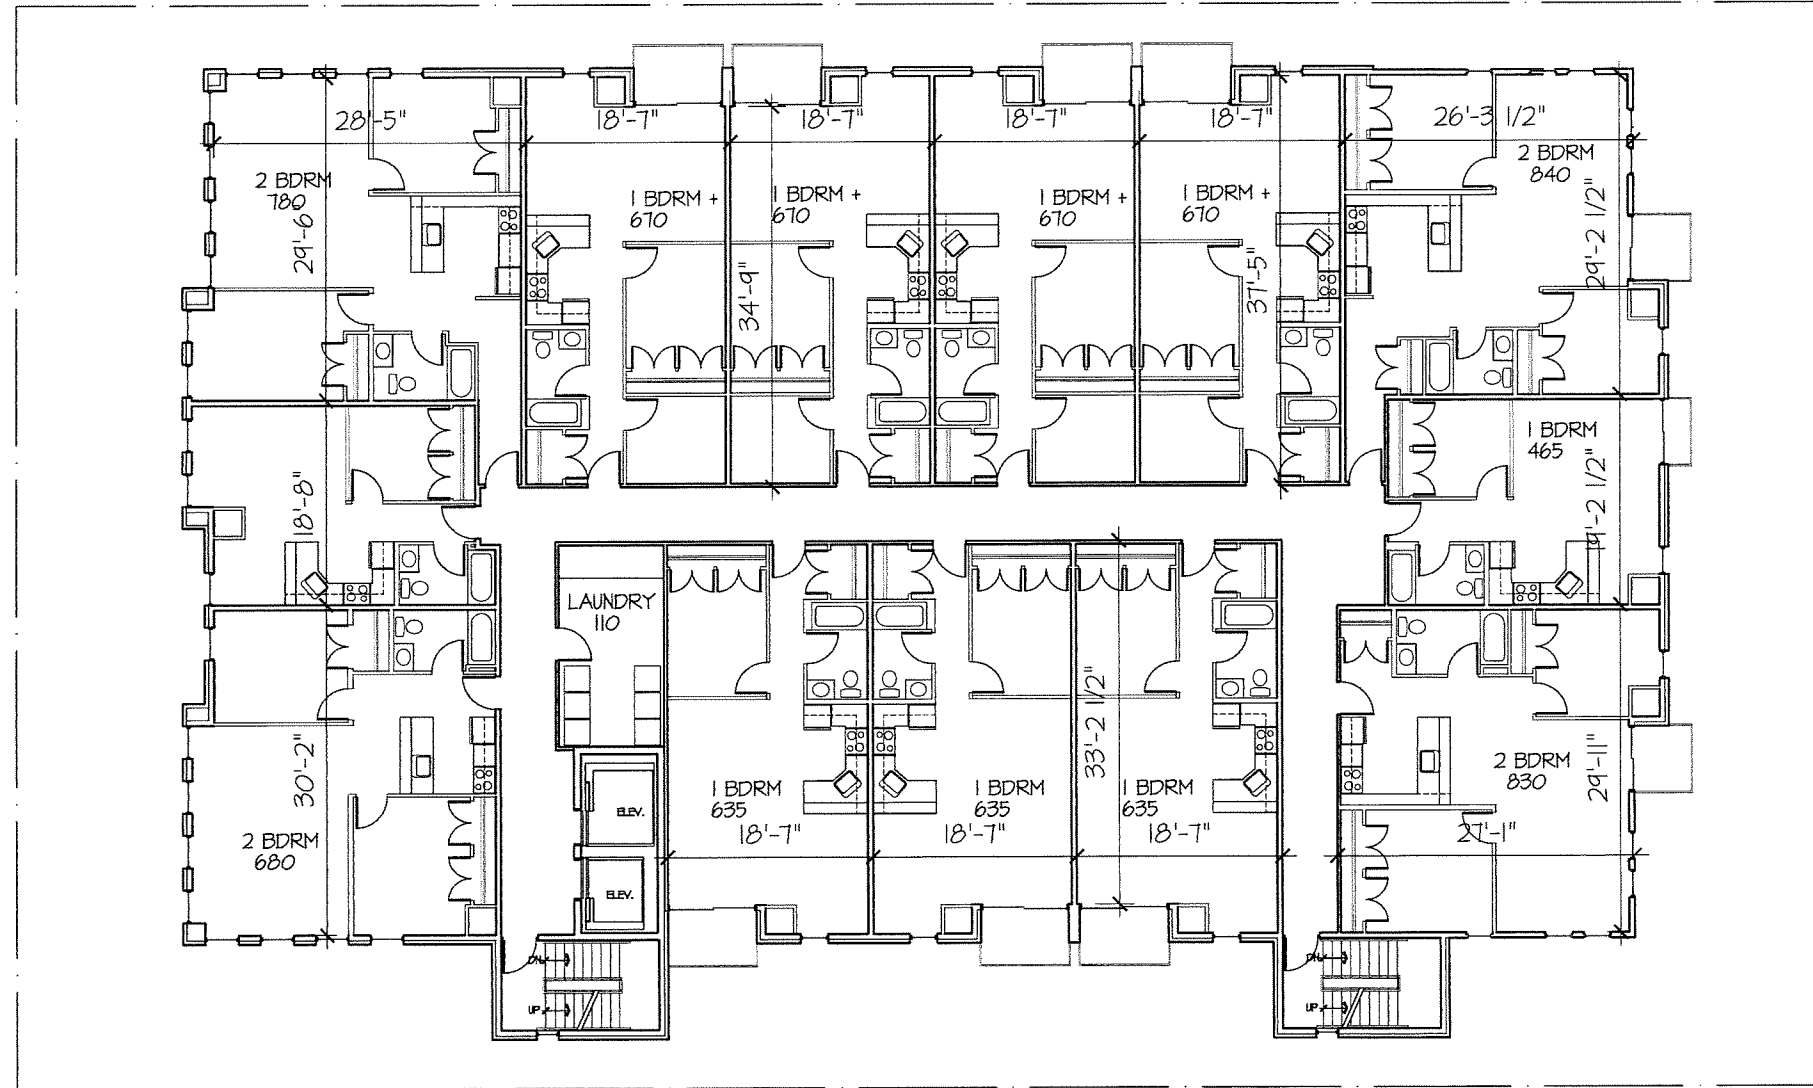 28'-5"
18'-7"
18'-7"
18'-7"
18'-7"
26'-3 1/2"
2 BDRM
780
1 BDRM +
670
1 BDRM +
670
1 BDRM +
670
1 BDRM +
670
2 BDRM
840
29'-6"
34'-9"
37'-5"
29'-2 1/2"
1 BDRM
465
18'-8"
19'-2 1/2"
LAUNDRY
110
30'-2"
33'-2 1/2"
29'-11"
2 BDRM
680
ELEV.
ELEV.
1 BDRM
635
18'-7"
1 BDRM
635
18'-7"
1 BDRM
635
18'-7"
2 BDRM
830
27'-1"
DN
UP
DN
UP